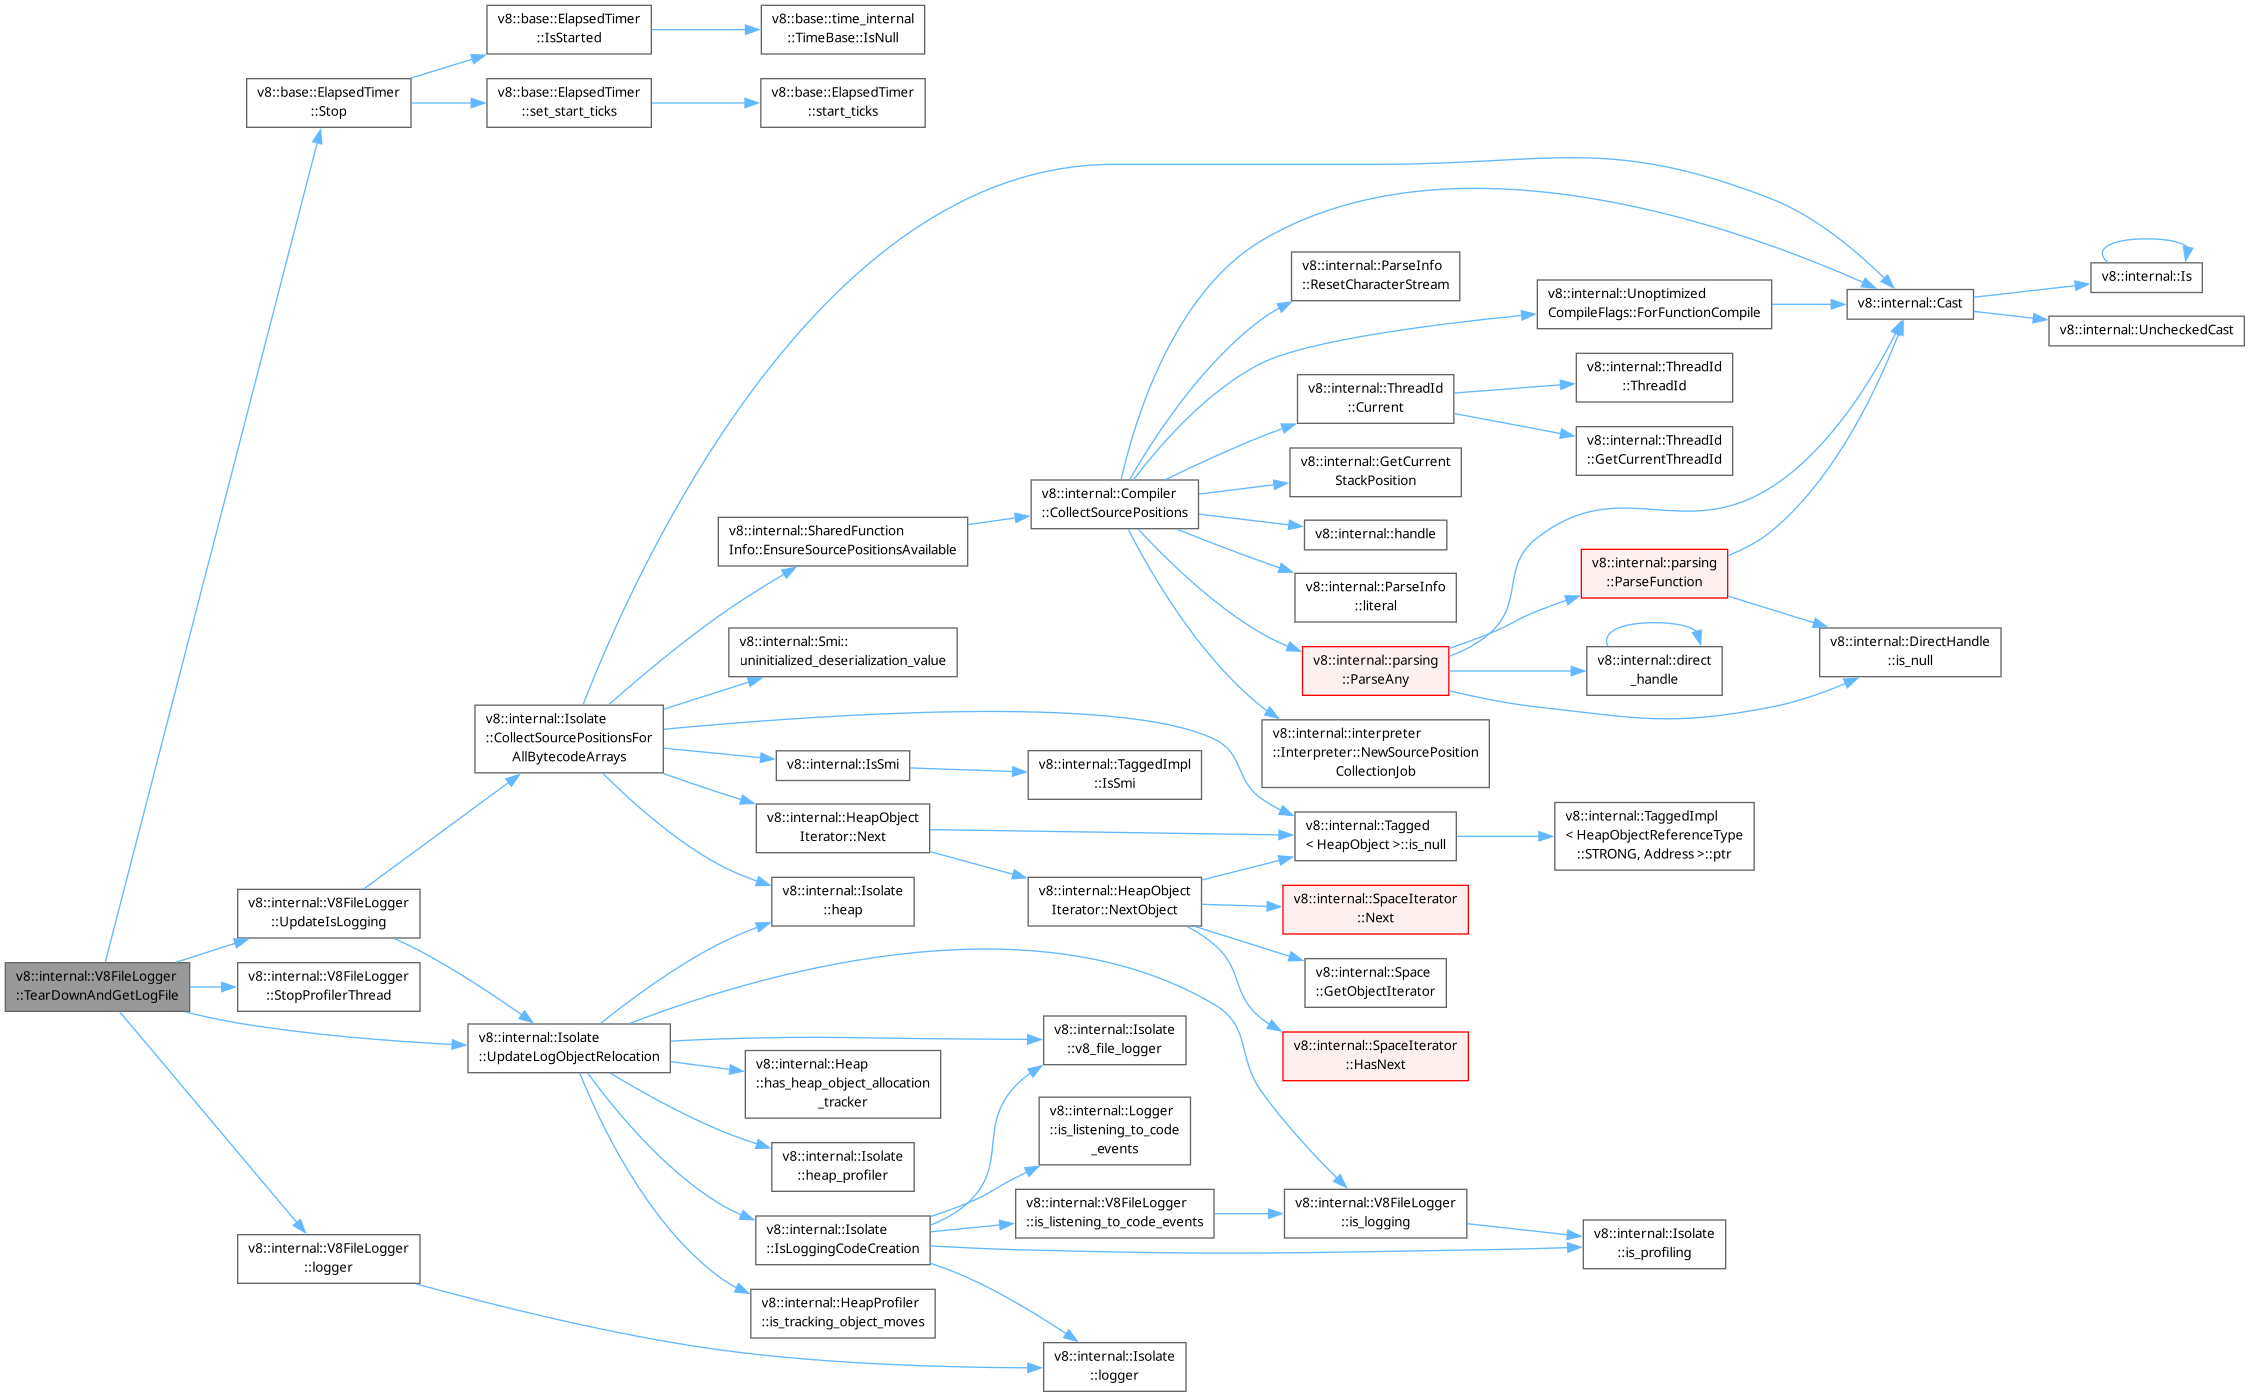 v8::internal::V8FileLogger
::TearDownAndGetLogFile
v8::base::ElapsedTimer
::Stop
v8::base::ElapsedTimer
::IsStarted
v8::base::time_internal
::TimeBase::IsNull
v8::base::ElapsedTimer
::set_start_ticks
v8::base::ElapsedTimer
::start_ticks
v8::internal::V8FileLogger
::UpdateIsLogging
v8::internal::V8FileLogger
::StopProfilerThread
v8::internal::V8FileLogger
::logger
v8::internal::Isolate
::CollectSourcePositionsFor
AllBytecodeArrays
v8::internal::Isolate
::UpdateLogObjectRelocation
v8::internal::SharedFunction
Info::EnsureSourcePositionsAvailable
v8::internal::Smi::
uninitialized_deserialization_value
v8::internal::IsSmi
v8::internal::HeapObject
Iterator::Next
v8::internal::Isolate
::heap
v8::internal::Heap
::has_heap_object_allocation
_tracker
v8::internal::Isolate
::heap_profiler
v8::internal::Isolate
::IsLoggingCodeCreation
v8::internal::HeapProfiler
::is_tracking_object_moves
v8::internal::Compiler
::CollectSourcePositions
v8::internal::TaggedImpl
::IsSmi
v8::internal::HeapObject
Iterator::NextObject
v8::internal::Isolate
::v8_file_logger
v8::internal::Logger
::is_listening_to_code
_events
v8::internal::V8FileLogger
::is_listening_to_code_events
v8::internal::Isolate
::logger
v8::internal::ParseInfo
::ResetCharacterStream
v8::internal::ThreadId
::Current
v8::internal::GetCurrent
StackPosition
v8::internal::handle
v8::internal::ParseInfo
::literal
v8::internal::parsing
::ParseAny
v8::internal::interpreter
::Interpreter::NewSourcePosition
CollectionJob
v8::internal::Tagged
< HeapObject >::is_null
v8::internal::SpaceIterator
::Next
v8::internal::Space
::GetObjectIterator
v8::internal::SpaceIterator
::HasNext
v8::internal::V8FileLogger
::is_logging
v8::internal::Unoptimized
CompileFlags::ForFunctionCompile
v8::internal::ThreadId
::ThreadId
v8::internal::ThreadId
::GetCurrentThreadId
v8::internal::parsing
::ParseFunction
v8::internal::direct
_handle
v8::internal::TaggedImpl
< HeapObjectReferenceType
::STRONG, Address >::ptr
v8::internal::Isolate
::is_profiling
v8::internal::Cast
v8::internal::DirectHandle
::is_null
v8::internal::Is
v8::internal::UncheckedCast